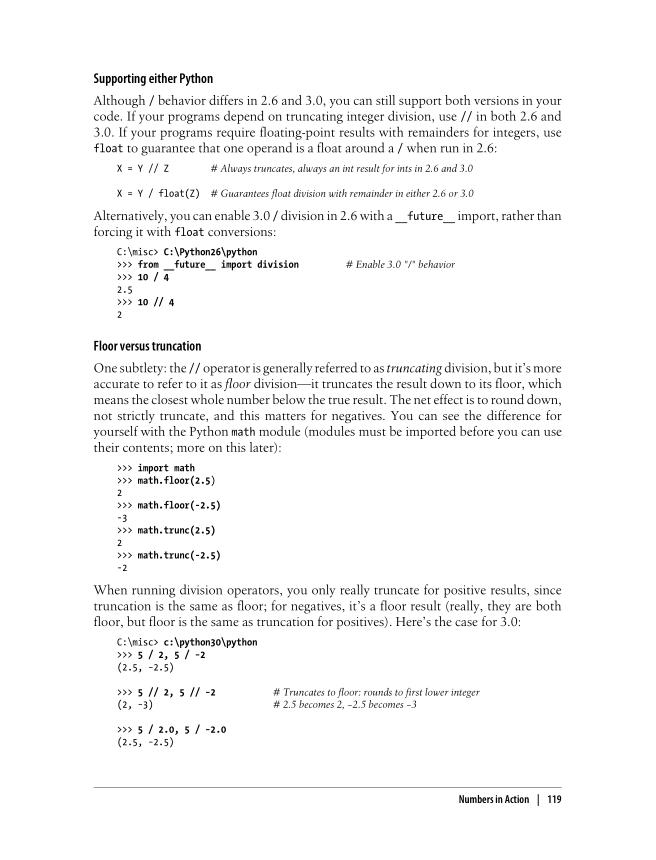 Supporting either Python
Although / behavior differs in 2.6 and 3.0, you can still support both versions in your
code. If your programs depend on truncating integer division, use // in both 2.6 and
3.0. If your programs require floating-point results with remainders for integers, use
float to guarantee that one operand is a float around a / when run in 2.6:
X = Y // Z # Always truncates, always an int result for ints in 2.6 and 3.0
X = Y / float(Z) # Guarantees float division with remainder in either 2.6 or 3.0
Alternatively, you can enable 3.0 / division in 2.6 with a __future__ import, rather than
forcing it with float conversions:
C:\misc> C:\Python26\python
>>> from __future__ import division # Enable 3.0 "/" behavior
>>> 10 / 4
2.5
>>> 10 // 4
2
Floor versus truncation
One subtlety: the // operator is generally referred to as truncating division, but it's more
accurate to refer to it as floor division—it truncates the result down to its floor, which
means the closest whole number below the true result. The net effect is to round down,
not strictly truncate, and this matters for negatives. You can see the difference for
yourself with the Python math module (modules must be imported before you can use
their contents; more on this later):
>>> import math
>>> math.floor(2.5)
2
>>> math.floor(-2.5)
-3
>>> math.trunc(2.5)
2
>>> math.trunc(-2.5)
-2
When running division operators, you only really truncate for positive results, since
truncation is the same as floor; for negatives, it's a floor result (really, they are both
floor, but floor is the same as truncation for positives). Here's the case for 3.0:
C:\misc> c:\python30\python
>>> 5 / 2, 5 / -2
(2.5, -2.5)
>>> 5 // 2, 5 // -2 # Truncates to floor: rounds to first lower integer
(2, -3) # 2.5 becomes 2, -2.5 becomes -3
>>> 5 / 2.0, 5 / -2.0
(2.5, -2.5)
Numbers in Action | 119